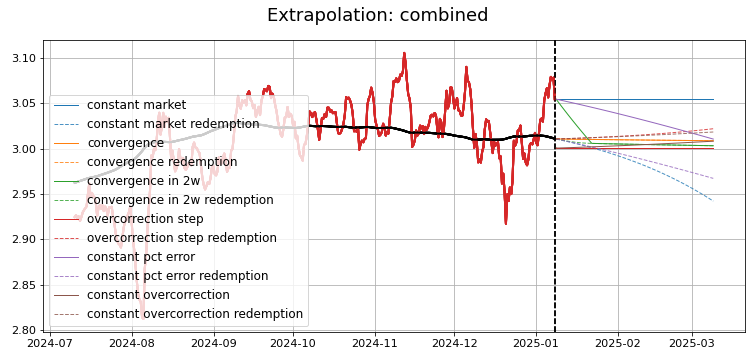 Extrapolation: combined
3.10
3.05
3.00
2.95
2.90
2.85
2.80
constant market
constant market redemption
convergence
convergence redemption
convergence in 2w
convergence in 2w redemption
overcorrection step
overcorrection step redemption
constant pct error
constant pct error redemption
constant overcorrection
constant overcorrection redemption
2024-07 2024-08 2024-09 2024-10 2024-11 2024-12 2025-01 2025-02 2025-03